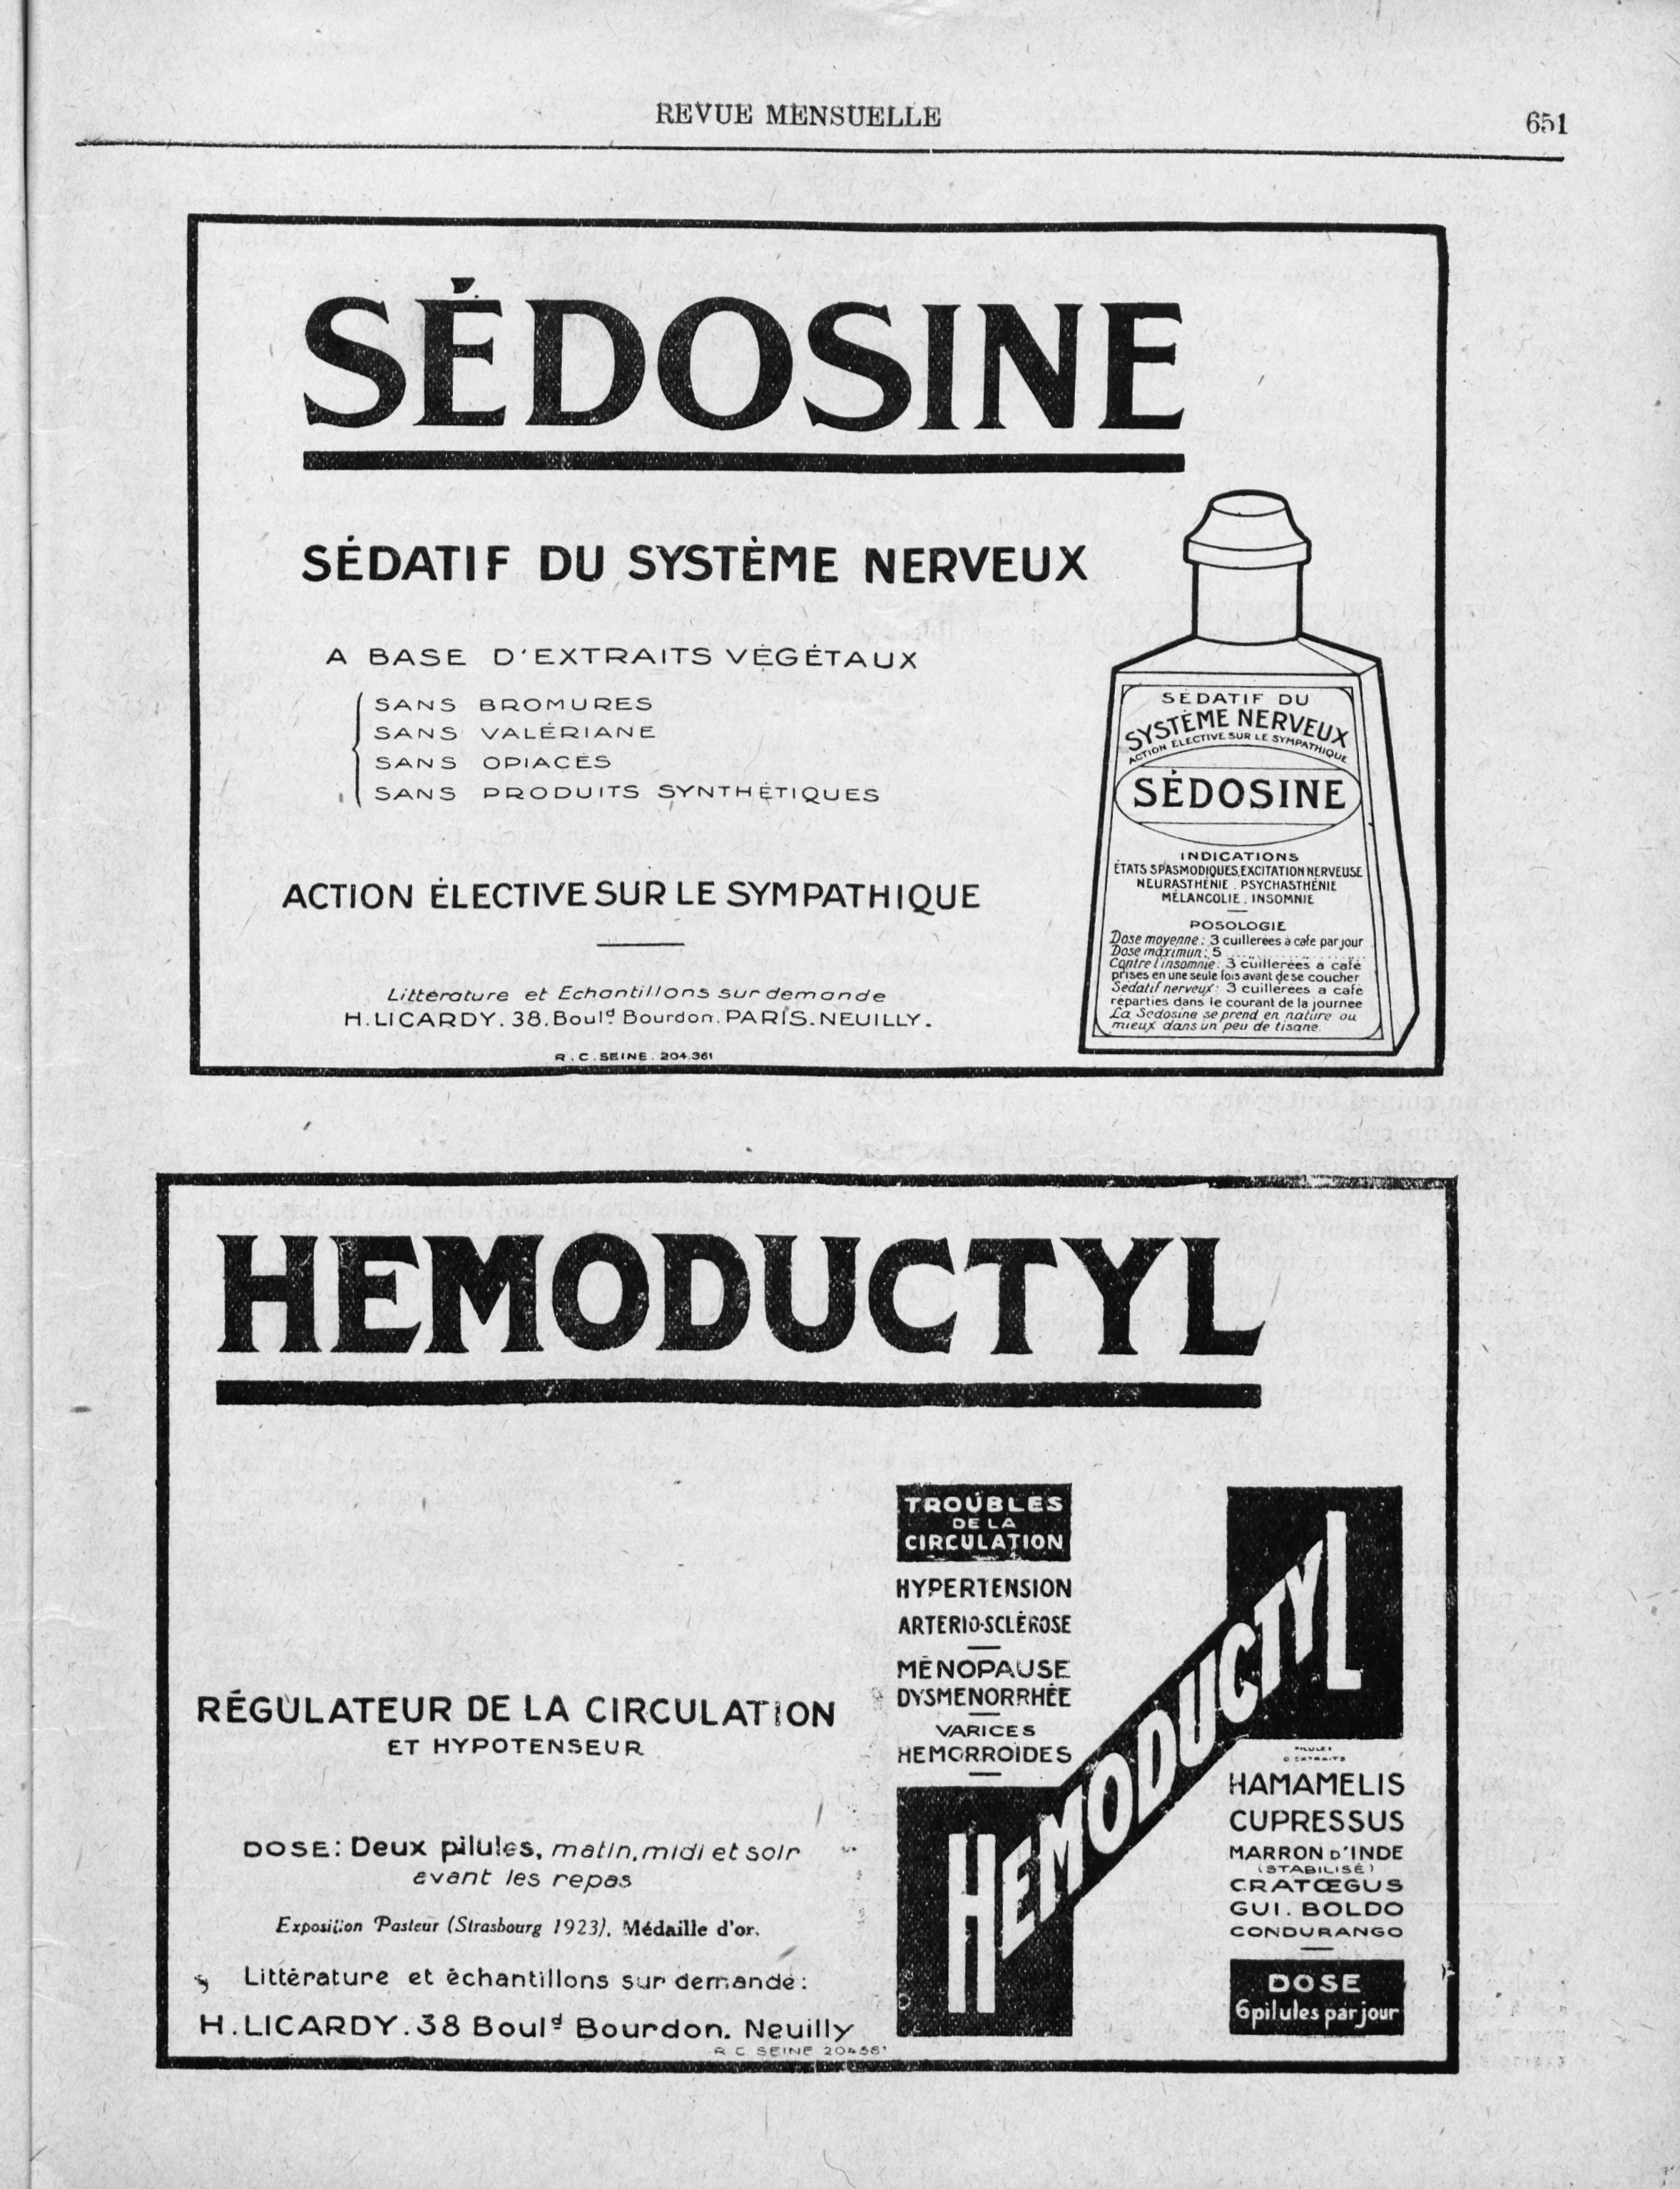 REVUE MENSUELLE
651
SÉDOSINE
SÉDATIF DU SYSTÈME NERVEUX
A BASE D'EXTRAITS VÉGÉTAUX
SANS BROMURES
SANS VALÉRIANE
SANS OPIACÉS
SANS PRODUITS SYNTHÉTIQUES
ACTION ÉLECTIVE SUR LE SYMPATHIQUE
Littérature et Echantillons sur demande
H. LICARDY. 38. Boulᵈ Bourdon. PARIS. NEUILLY.
R. C. SEINE. 204.361
SÉDATIF DU
SYSTÈME NERVEUX
ACTION ÉLECTIVE SUR LE SYMPATHIQUE
SÉDOSINE
INDICATIONS
ÉTATS SPASMODIQUES, EXCITATION NERVEUSE
NEURASTHÉNIE . PSYCHASTHÉNIE
MÉLANCOLIE . INSOMNIE
POSOLOGIE
Dose moyenne : 3 cuillerées à café par jour
Dose maximun : 5 ..................
Contre l'insomnie : 3 cuillerées a café
prises en une seule fois avant de se coucher
Sédatif nerveux : 3 cuillerées a café
réparties dans le courant de la journée
La Sédosine se prend en nature ou
mieux dans un peu de tisane.
HEMODUCTYL
RÉGULATEUR DE LA CIRCULATION
ET HYPOTENSEUR
DOSE : Deux pilules, matin, midi et soir
avant les repas
Exposition Pasteur (Strasbourg 1923). Médaille d'or.
Littérature et échantillons sur demande :
H. LICARDY. 38 Boulᵈ Bourdon. Neuilly
R C SEINE
TROUBLES
DE LA
CIRCULATION
HYPERTENSION
ARTERIO-SCLÉROSE
MÉNOPAUSE
DYSMENORRHÉE
VARICES
HEMORROIDES
HEMODUCTYL
PILULES
D'EXTRAITS
HAMAMELIS
CUPRESSUS
MARRON D'INDE
(STABILISÉ)
CRATŒGUS
GUI. BOLDO
CONDURANGO
DOSE
6 pilules par jour